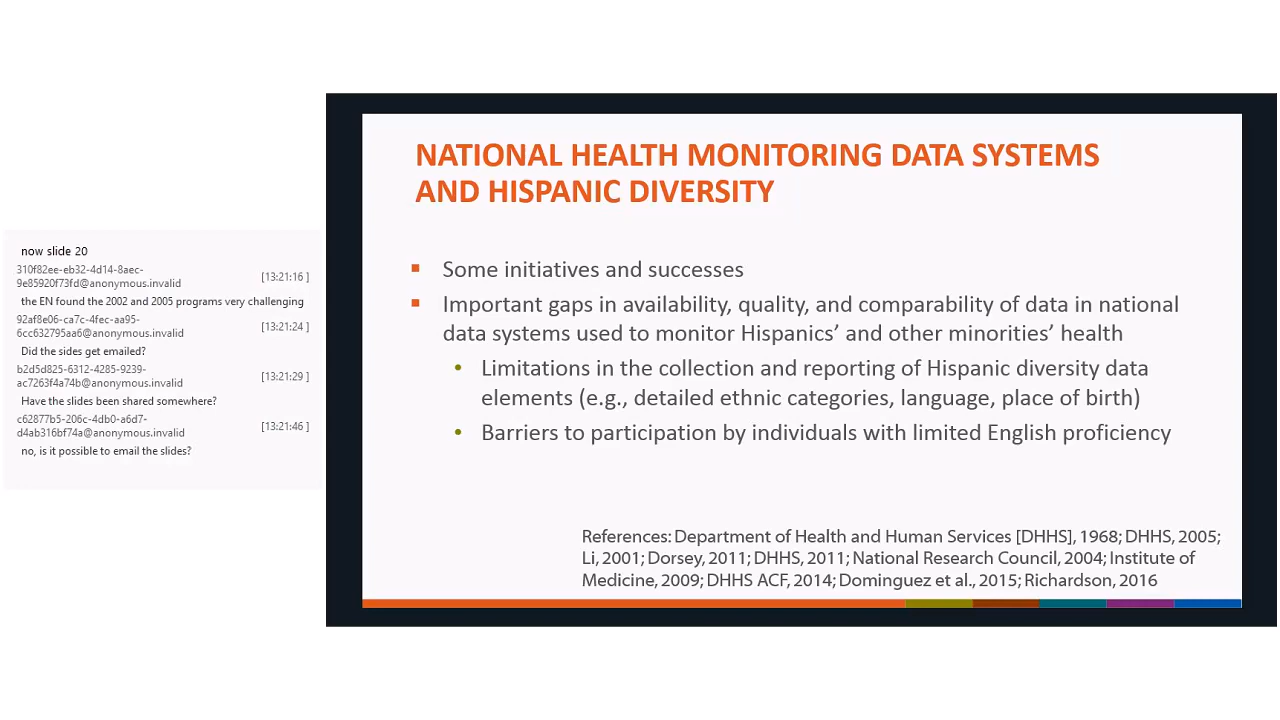 now slide 20
310f82ee-eb32-4d14-8aec-
9e85920f73fd@anonymous.invalid [13:21:16 ]
the EN found the 2002 and 2005 programs very challenging
92af8e06-ca7c-4fec-aa95-
6cc632795aa6@anonymous.invalid [13:21:24 ]
Did the sides get emailed?
b2d5d825-6312-4285-9239-
ac7263f4a74b@anonymous.invalid [13:21:29 ]
Have the slides been shared somewhere?
c62877b5-206c-4db0-a6d7-
d4ab316bf74a@anonymous.invalid [13:21:46 ]
no, is it possible to email the slides?
NATIONAL HEALTH MONITORING DATA SYSTEMS
AND HISPANIC DIVERSITY
Some initiatives and successes
Important gaps in availability, quality, and comparability of data in national
data systems used to monitor Hispanics’ and other minorities’ health
Limitations in the collection and reporting of Hispanic diversity data
elements (e.g., detailed ethnic categories, language, place of birth)
Barriers to participation by individuals with limited English proficiency
References: Department of Health and Human Services [DHHS], 1968; DHHS, 2005;
Li, 2001; Dorsey, 2011; DHHS, 2011; National Research Council, 2004; Institute of
Medicine, 2009; DHHS ACF, 2014; Dominguez et al., 2015; Richardson, 2016